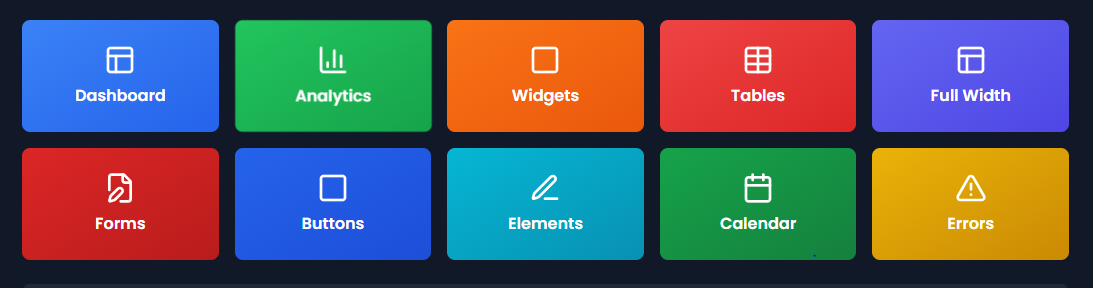 Dashboard
Analytics
Widgets
Tables
Full Width
Forms
Buttons
Elements
Calendar
Errors